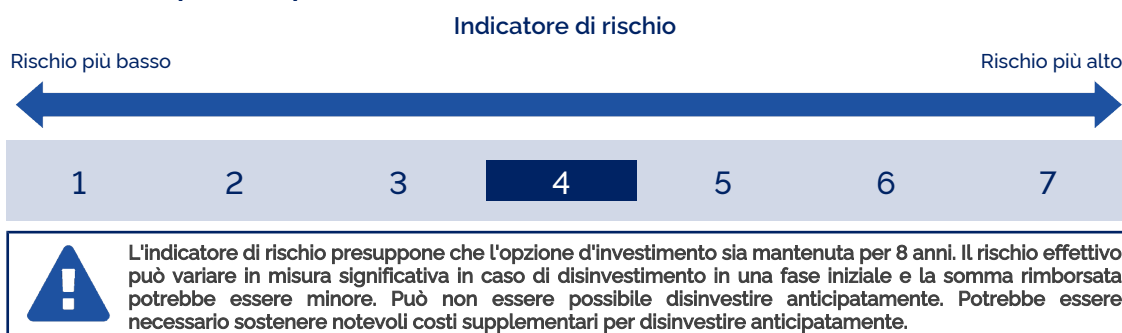 Indicatore di rischio
Rischio più basso Rischio più alto
1 2 3 4 5 6 7
L'indicatore di rischio presuppone che l'opzione d'investimento sia mantenuta per 8 anni. Il rischio effettivo
può variare in misura significativa in caso di disinvestimento in una fase iniziale e la somma rimborsata
potrebbe essere minore. Può non essere possibile disinvestire anticipatamente. Potrebbe essere
necessario sostenere notevoli costi supplementari per disinvestire anticipatamente.